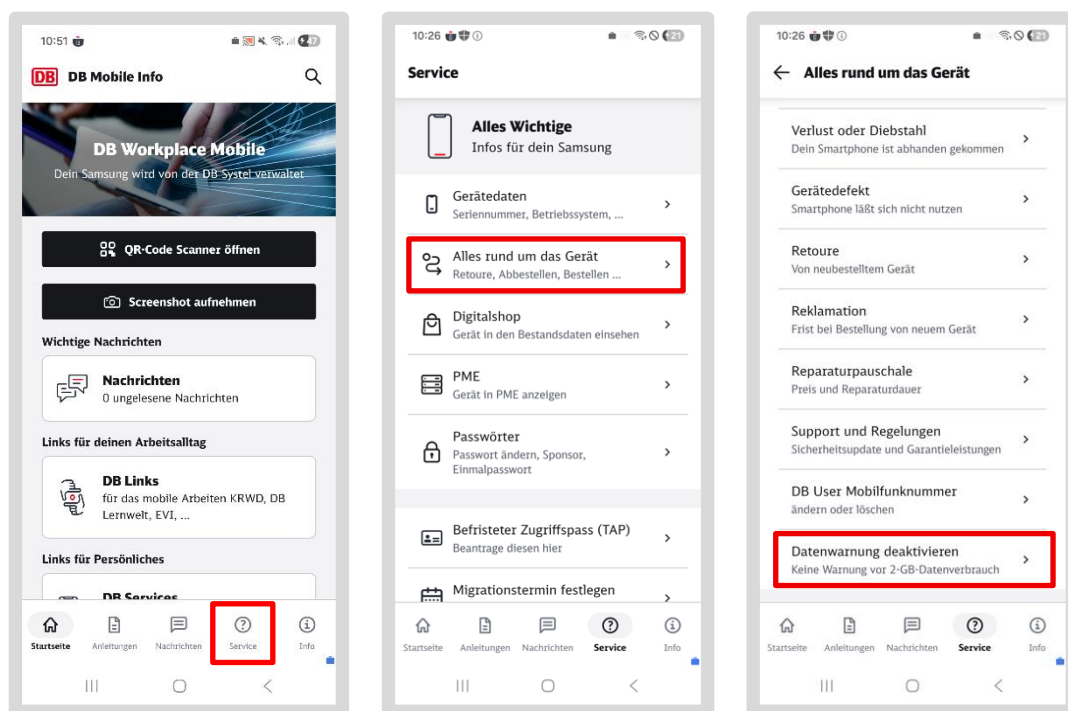 10:51
47
DB DB Mobile Info
DB Workplace Mobile
Dein Samsung wird von der DB Systel verwaltet
QR-Code Scanner öffnen
Screenshot aufnehmen
Wichtige Nachrichten
Nachrichten
0 ungelesene Nachrichten
Links für deinen Arbeitsalltag
DB Links
für das mobile Arbeiten KRWD, DB
Lernwelt, EVI, ...
Links für Persönliches
DB Services
Startseite Anleitungen Nachrichten Service Info
10:26
21
Service
Alles Wichtige
Infos für dein Samsung
Gerätedaten
Seriennummer, Betriebssystem, ...
Alles rund um das Gerät
Retoure, Abbestellen, Bestellen ...
Digitalshop
Gerät in den Bestandsdaten einsehen
PME
Gerät in PME anzeigen
Passwörter
Passwort ändern, Sponsor,
Einmalpasswort
Befristeter Zugriffspass (TAP)
Beantrage diesen hier
Migrationstermin festlegen
Startseite Anleitungen Nachrichten Service Info
10:26
21
Alles rund um das Gerät
Verlust oder Diebstahl
Dein Smartphone ist abhanden gekommen
Gerätedefekt
Smartphone läßt sich nicht nutzen
Retoure
Von neubestelltem Gerät
Reklamation
Frist bei Bestellung von neuem Gerät
Reparaturpauschale
Preis und Reparaturdauer
Support und Regelungen
Sicherheitsupdate und Garantieleistungen
DB User Mobilfunknummer
ändern oder löschen
Datenwarnung deaktivieren
Keine Warnung vor 2-GB-Datenverbrauch
Startseite Anleitungen Nachrichten Service Info